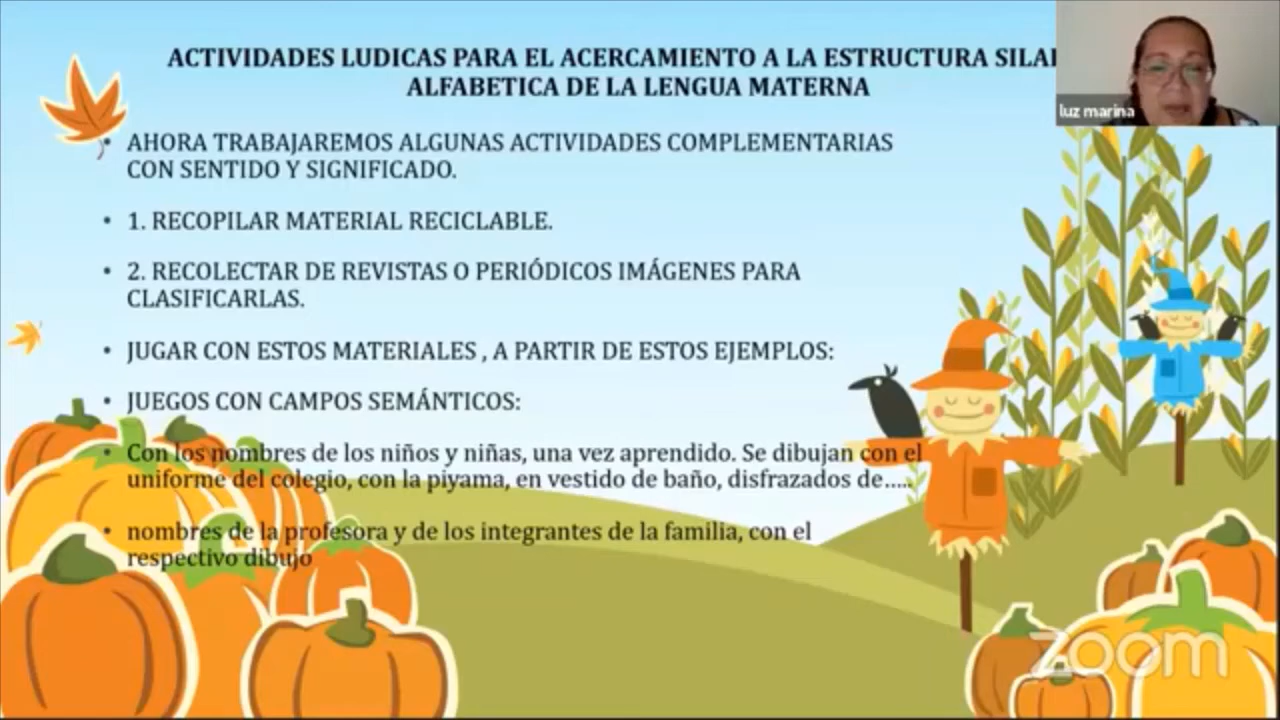 ACTIVIDADES LUDICAS PARA EL ACERCAMIENTO A LA ESTRUCTURA
ALFABETICA DE LA LENGUA MATERNA
luz marina
• AHORA TRABAJAREMOS ALGUNAS ACTIVIDADES COMPLEMENTARIAS
CON SENTIDO Y SIGNIFICADO.
• 1. RECOPILAR MATERIAL RECICLABLE.
• 2. RECOLECTAR DE REVISTAS O PERIÓDICOS IMÁGENES PARA
CLASIFICARLAS.
• JUGAR CON ESTOS MATERIALES , A PARTIR DE ESTOS EJEMPLOS:
• JUEGOS CON CAMPOS SEMÁNTICOS:
• Con los nombres de los niños y niñas, una vez aprendido. Se dibujan con el
uniforme del colegio, con la piyama, en vestido de baño, disfrazados de.....
• nombres de la profesora y de los integrantes de la familia, con el
respectivo dibujo
zoom